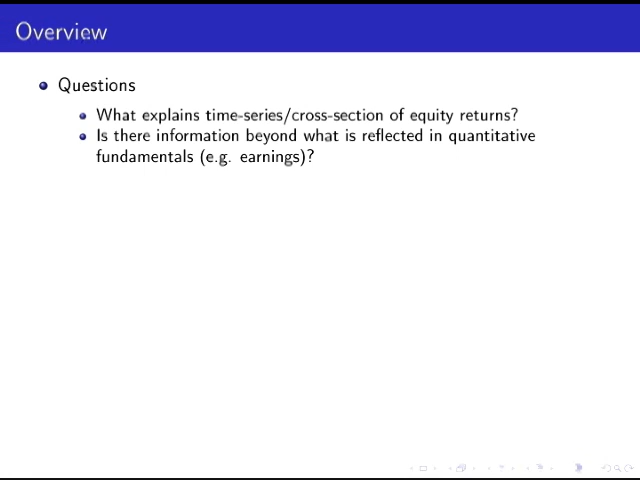 Overview
Questions
What explains time-series/cross-section of equity returns?
Is there information beyond what is reflected in quantitative
fundamentals (e.g. earnings)?